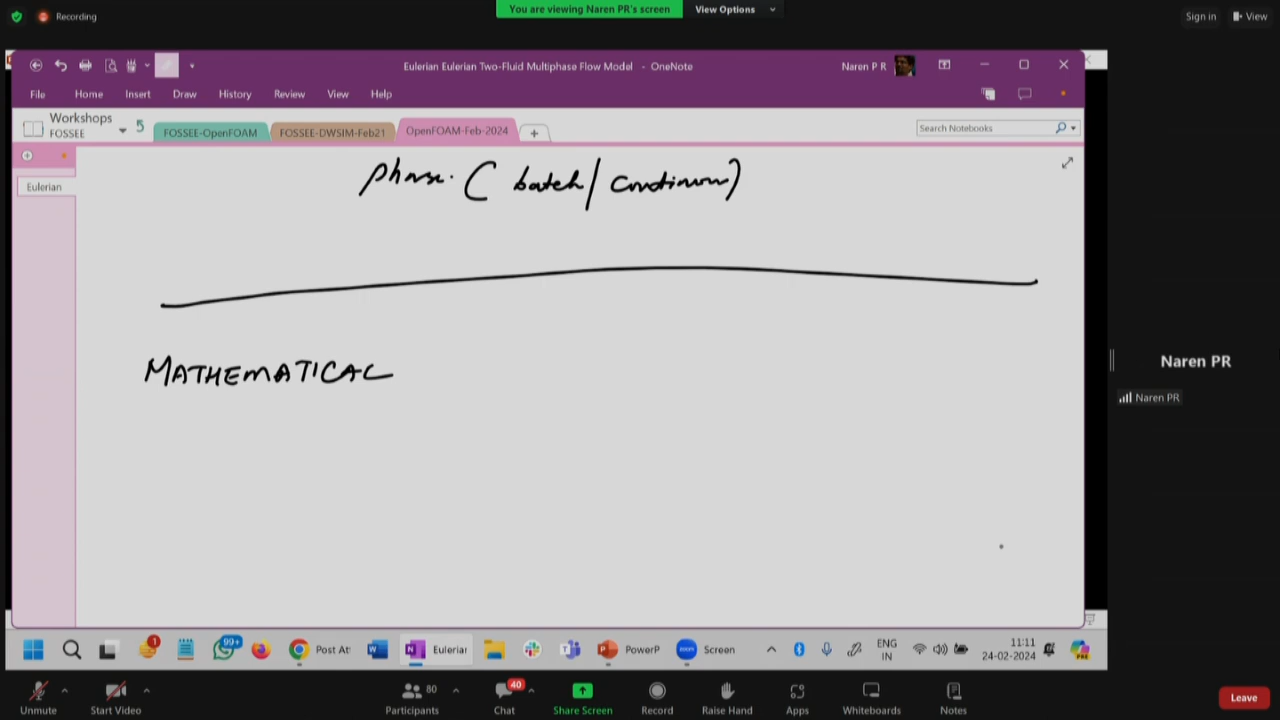 Recording
You are viewing Naren PR's screen
View Options
Sign in
View
Eulerian Eulerian Two-Fluid Multiphase Flow Model - OneNote
Naren P R
File Home Insert Draw History Review View Help
Workshops
FOSSEE
FOSSEE-OpenFOAM
FOSSEE-DWSIM-Feb21
OpenFOAM-Feb-2024
Search Notebooks
Eulerian
phase. ( batch / continuous )
MATHEMATICAL
Naren PR
Naren PR
1
99+
Post At
Eulerian
PowerP
Screen
ENG
IN
11:11
24-02-2024
Unmute
Start Video
80
Participants
40
Chat
Share Screen
Record
Raise Hand
Apps
Whiteboards
Notes
Leave